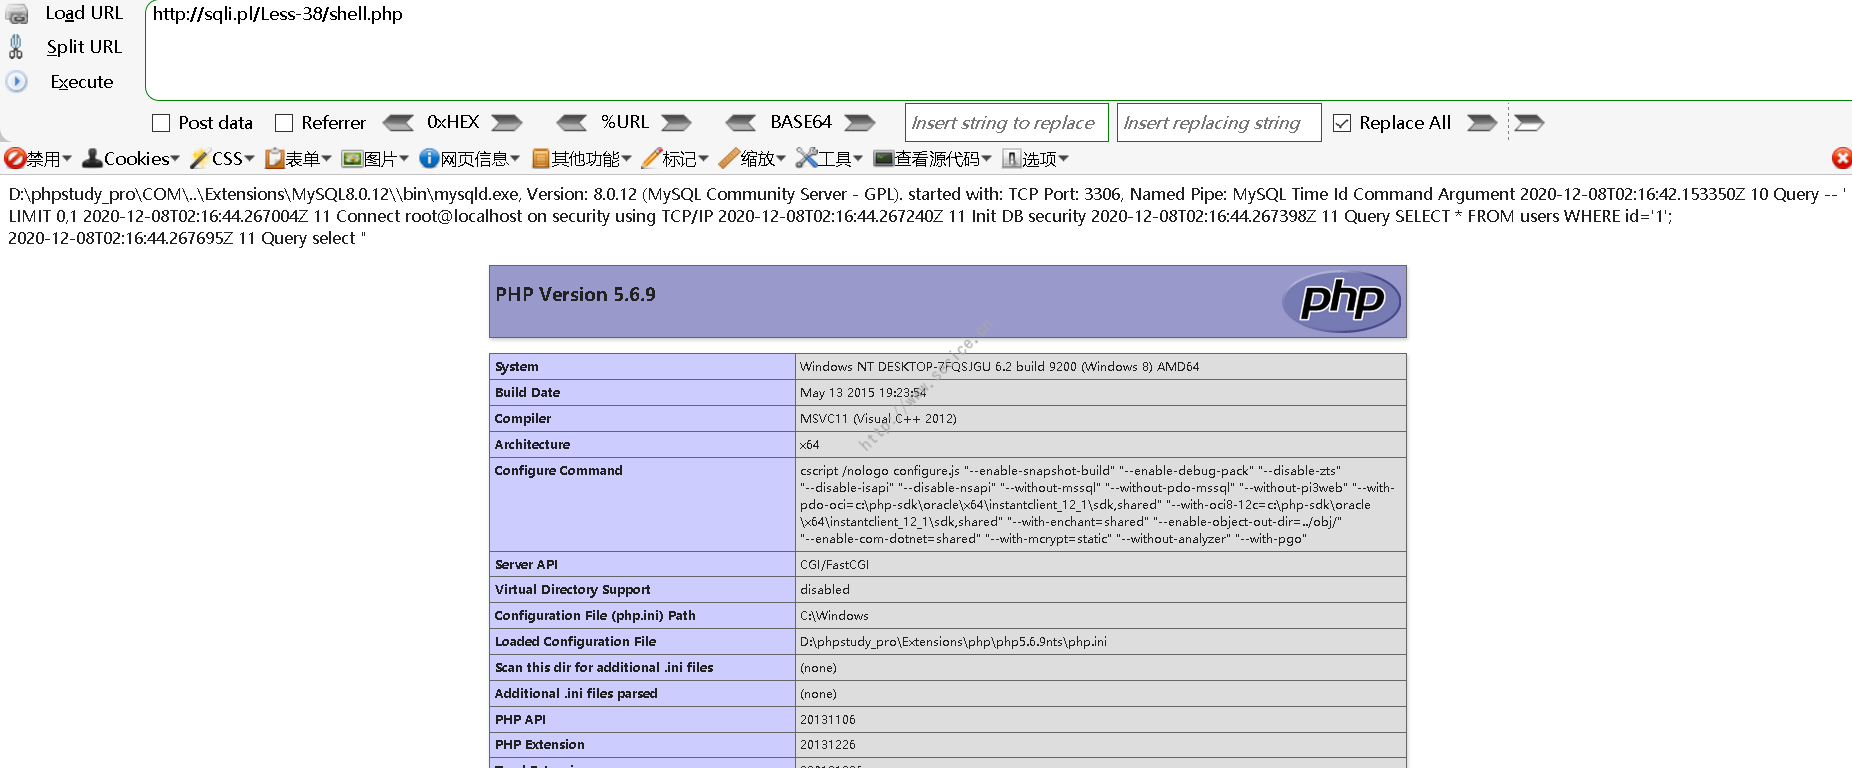 Load URL
http://sqli.pl/Less-38/shell.php
Split URL
Execute
Post data Referrer 0xHEX %URL BASE64 Insert string to replace Insert replacing string Replace All
禁用 Cookies CSS 表单 图片 网页信息 其他功能 标记 缩放 工具 查看源代码 选项
D:\phpstudy_pro\COM\..\Extensions\MySQL8.0.12\\bin\mysqld.exe, Version: 8.0.12 (MySQL Community Server - GPL). started with: TCP Port: 3306, Named Pipe: MySQL Time Id Command Argument 2020-12-08T02:16:42.153350Z 10 Query -- '
LIMIT 0,1 2020-12-08T02:16:44.267004Z 11 Connect root@localhost on security using TCP/IP 2020-12-08T02:16:44.267240Z 11 Init DB security 2020-12-08T02:16:44.267398Z 11 Query SELECT * FROM users WHERE id='1';
2020-12-08T02:16:44.267695Z 11 Query select "
PHP Version 5.6.9
php
System Windows NT DESKTOP-7FQSJGU 6.2 build 9200 (Windows 8) AMD64
Build Date May 13 2015 19:23:54
Compiler MSVC11 (Visual C++ 2012)
Architecture x64
Configure Command cscript /nologo configure.js "--enable-snapshot-build" "--enable-debug-pack" "--disable-zts"
"--disable-isapi" "--disable-nsapi" "--without-mssql" "--without-pdo-mssql" "--without-pi3web" "--with-
pdo-oci=c:\php-sdk\oracle\x64\instantclient_12_1\sdk,shared" "--with-oci8-12c=c:\php-sdk\oracle
\x64\instantclient_12_1\sdk,shared" "--with-enchant=shared" "--enable-object-out-dir=../obj/"
"--enable-com-dotnet=shared" "--with-mcrypt=static" "--without-analyzer" "--with-pgo"
Server API CGI/FastCGI
Virtual Directory Support disabled
Configuration File (php.ini) Path C:\Windows
Loaded Configuration File D:\phpstudy_pro\Extensions\php\php5.6.9nts\php.ini
Scan this dir for additional .ini files (none)
Additional .ini files parsed (none)
PHP API 20131106
PHP Extension 20131226